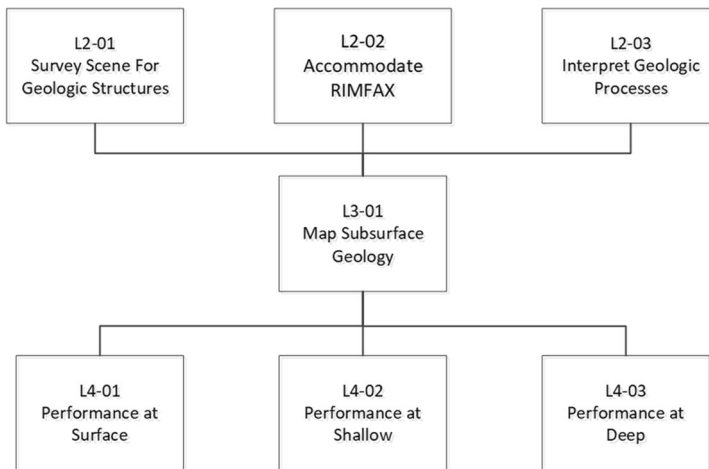 L2-01
Survey Scene For
Geologic Structures
L2-02
Accommodate
RIMFAX
L2-03
Interpret Geologic
Processes
L3-01
Map Subsurface
Geology
L4-01
Performance at
Surface
L4-02
Performance at
Shallow
L4-03
Performance at
Deep